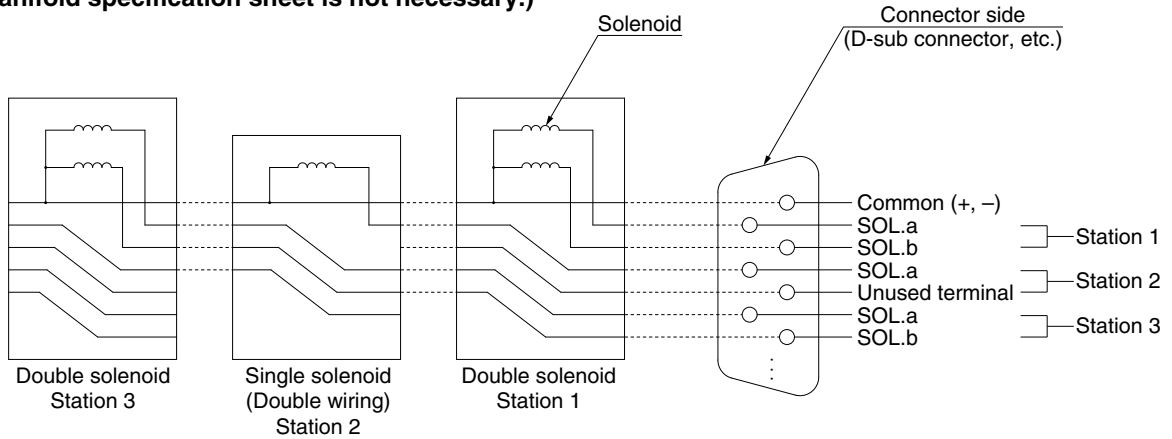 anifold specification sheet is not necessary.)
Solenoid
Connector side
(D-sub connector, etc.)
Common (+, –)
SOL.a
SOL.b
Station 1
SOL.a
Unused terminal
Station 2
SOL.a
SOL.b
Station 3
Double solenoid
Station 3
Single solenoid
(Double wiring)
Station 2
Double solenoid
Station 1